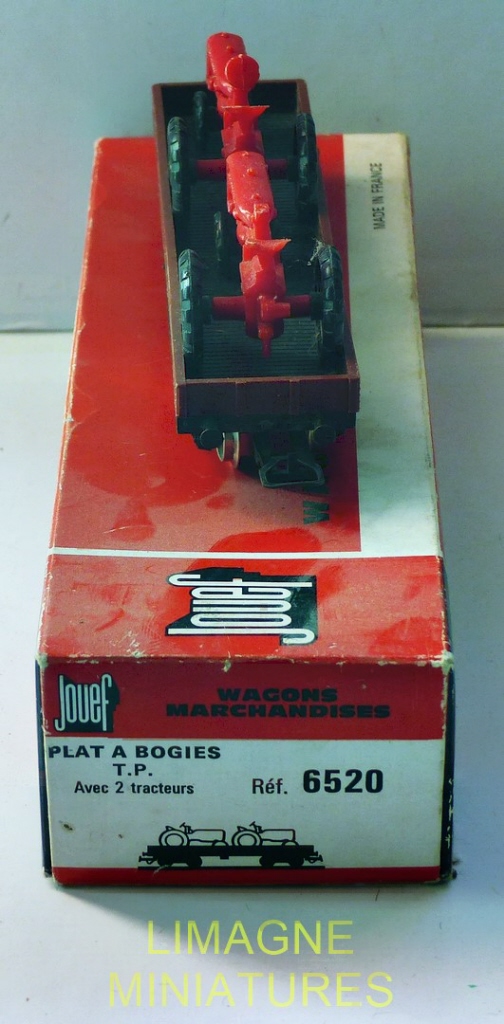 MADE IN FRANCE
Jouef
Jouef
WAGONS
MARCHANDISES
PLAT A BOGIES
T.P.
Avec 2 tracteurs
Réf. 6520
LIMAGNE
MINIATURES